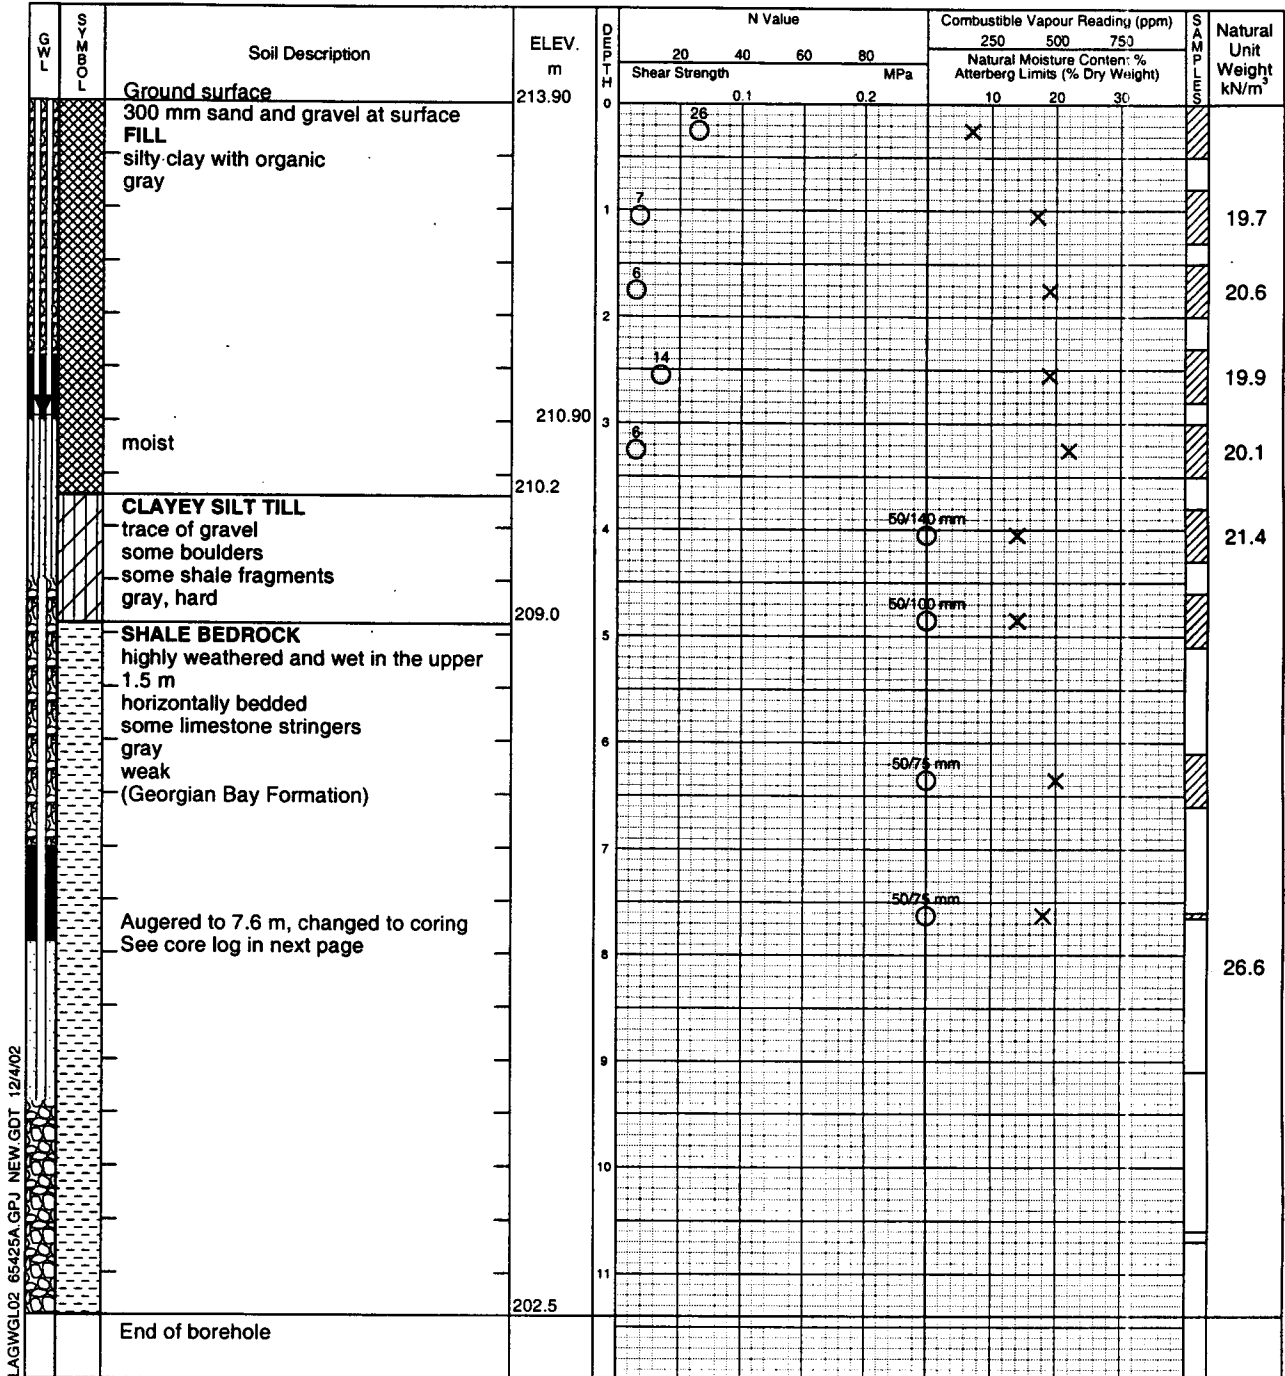 GWL
SYMBOL
Soil Description
ELEV.
m
DEPTH
N Value
20 40 60 80
Shear Strength MPa
0.1 0.2
Combustible Vapour Reading (ppm)
250 500 750
Natural Moisture Content %
Atterberg Limits (% Dry Weight)
10 20 30
SAMPLES
Natural
Unit
Weight
kN/m³
Ground surface 213.90 0
300 mm sand and gravel at surface
FILL 26
silty clay with organic
gray
7
1 19.7
6 20.6
2
14 19.9
210.90 3
moist 6 20.1
210.2
CLAYEY SILT TILL
trace of gravel 50/140 mm
4 21.4
some boulders
some shale fragments
gray, hard 50/100 mm
209.0
SHALE BEDROCK 5
highly weathered and wet in the upper
1.5 m
horizontally bedded
some limestone stringers
gray 6
weak 50/75 mm
(Georgian Bay Formation)
7
50/75 mm
Augered to 7.6 m, changed to coring
See core log in next page
8
26.6
9
10
11
202.5
End of borehole
LAGWGL02 65425A.GPJ NEW.GDT 12/4/02